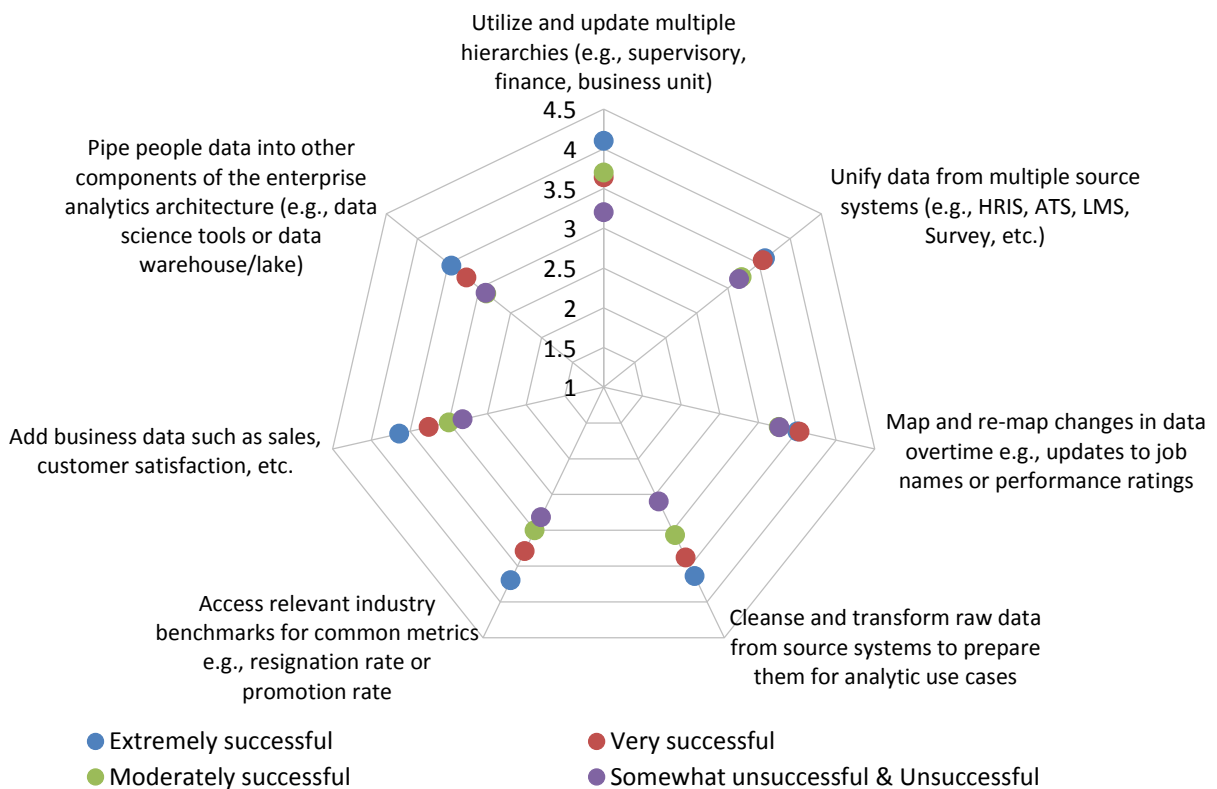 Utilize and update multiple
hierarchies (e.g., supervisory,
finance, business unit)
4.5
4
3.5
3
2.5
2
1.5
1
Pipe people data into other
components of the enterprise
analytics architecture (e.g., data
science tools or data
warehouse/lake)
Unify data from multiple source
systems (e.g., HRIS, ATS, LMS,
Survey, etc.)
Add business data such as sales,
customer satisfaction, etc.
Map and re-map changes in data
overtime e.g., updates to job
names or performance ratings
Access relevant industry
benchmarks for common metrics
e.g., resignation rate or
promotion rate
Cleanse and transform raw data
from source systems to prepare
them for analytic use cases
Extremely successful
Very successful
Moderately successful
Somewhat unsuccessful & Unsuccessful